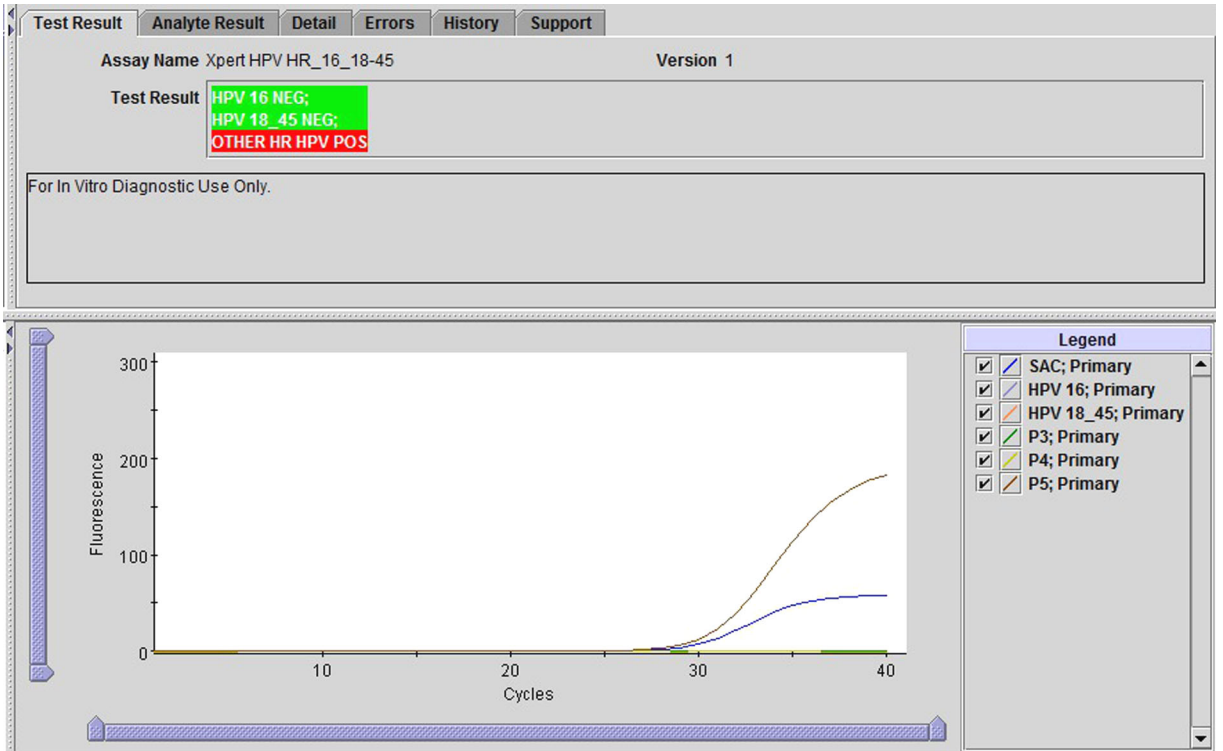 Test Result Analyte Result Detail Errors History Support
Assay Name Xpert HPV HR_16_18-45 Version 1
Test Result HPV 16 NEG;
HPV 18_45 NEG;
OTHER HR HPV POS
For In Vitro Diagnostic Use Only.
300
200
100
0
Fluorescence
10 20 30 40
Cycles
Legend
SAC; Primary
HPV 16; Primary
HPV 18_45; Primary
P3; Primary
P4; Primary
P5; Primary